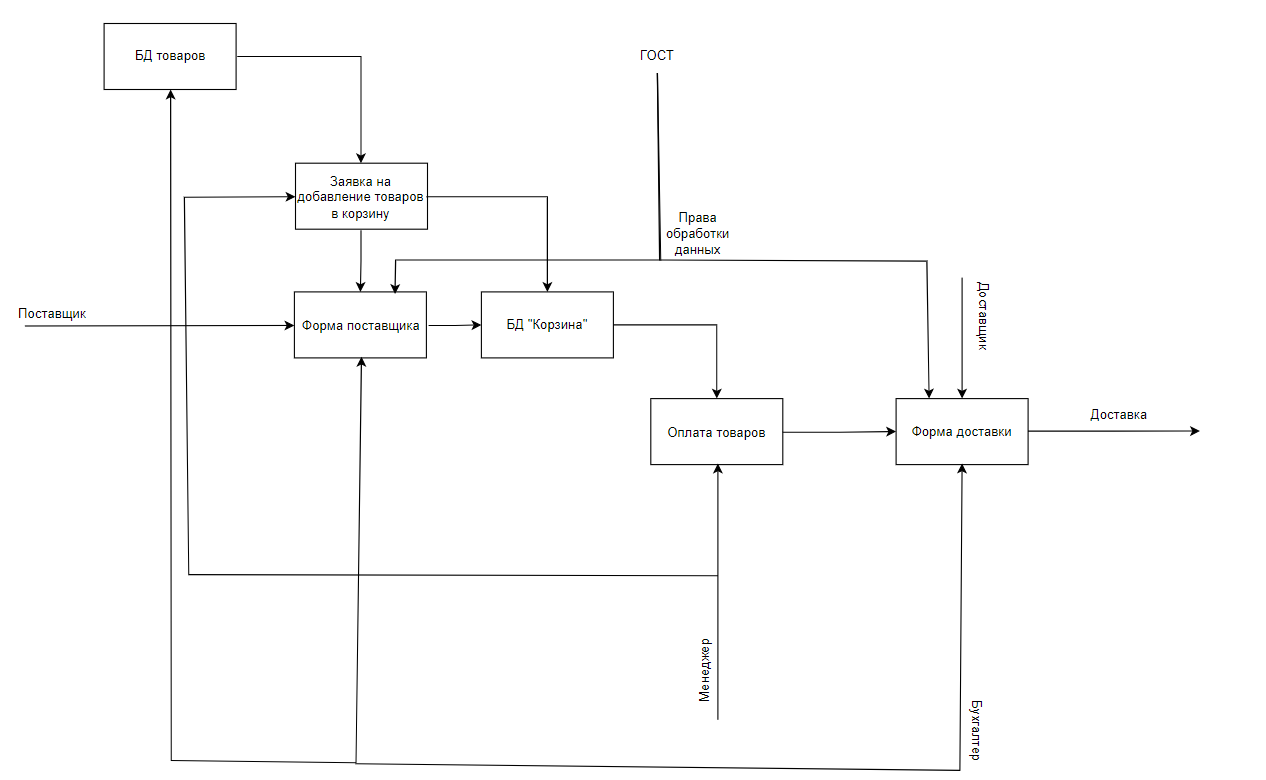 БД товаров
ГОСТ
Заявка на
добавление товаров
в корзину
Права
обработки
данных
Поставщик
Форма поставщика
БД "Корзина"
Доставщик
Оплата товаров
Форма доставки
Доставка
Менеджер
Бухгалтер